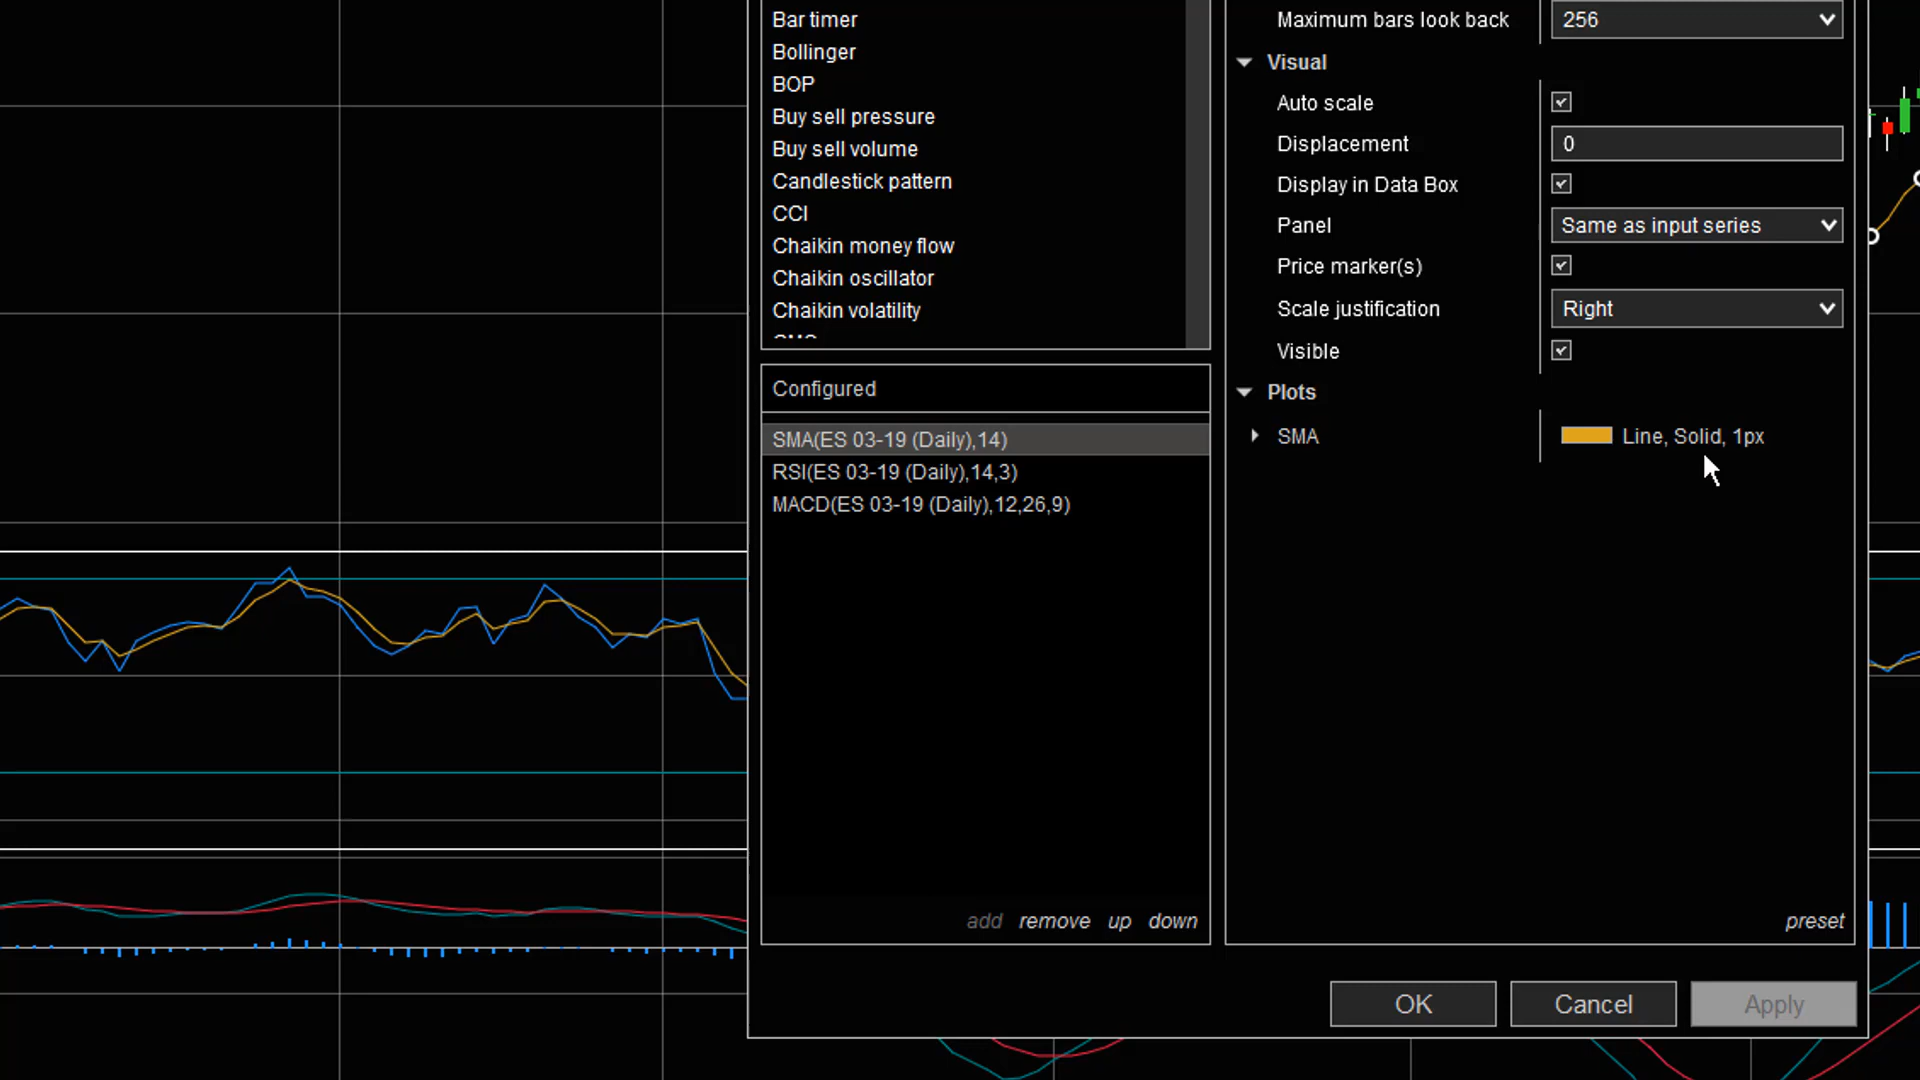 Bar timer
Bollinger
BOP
Buy sell pressure
Buy sell volume
Candlestick pattern
CCI
Chaikin money flow
Chaikin oscillator
Chaikin volatility
Configured
SMA(ES 03-19 (Daily),14)
RSI(ES 03-19 (Daily),14,3)
MACD(ES 03-19 (Daily),12,26,9)
add remove up down
Maximum bars look back 256
Visual
Auto scale
Displacement 0
Display in Data Box
Panel Same as input series
Price marker(s)
Scale justification Right
Visible
Plots
SMA Line, Solid, 1px
preset
OK Cancel Apply